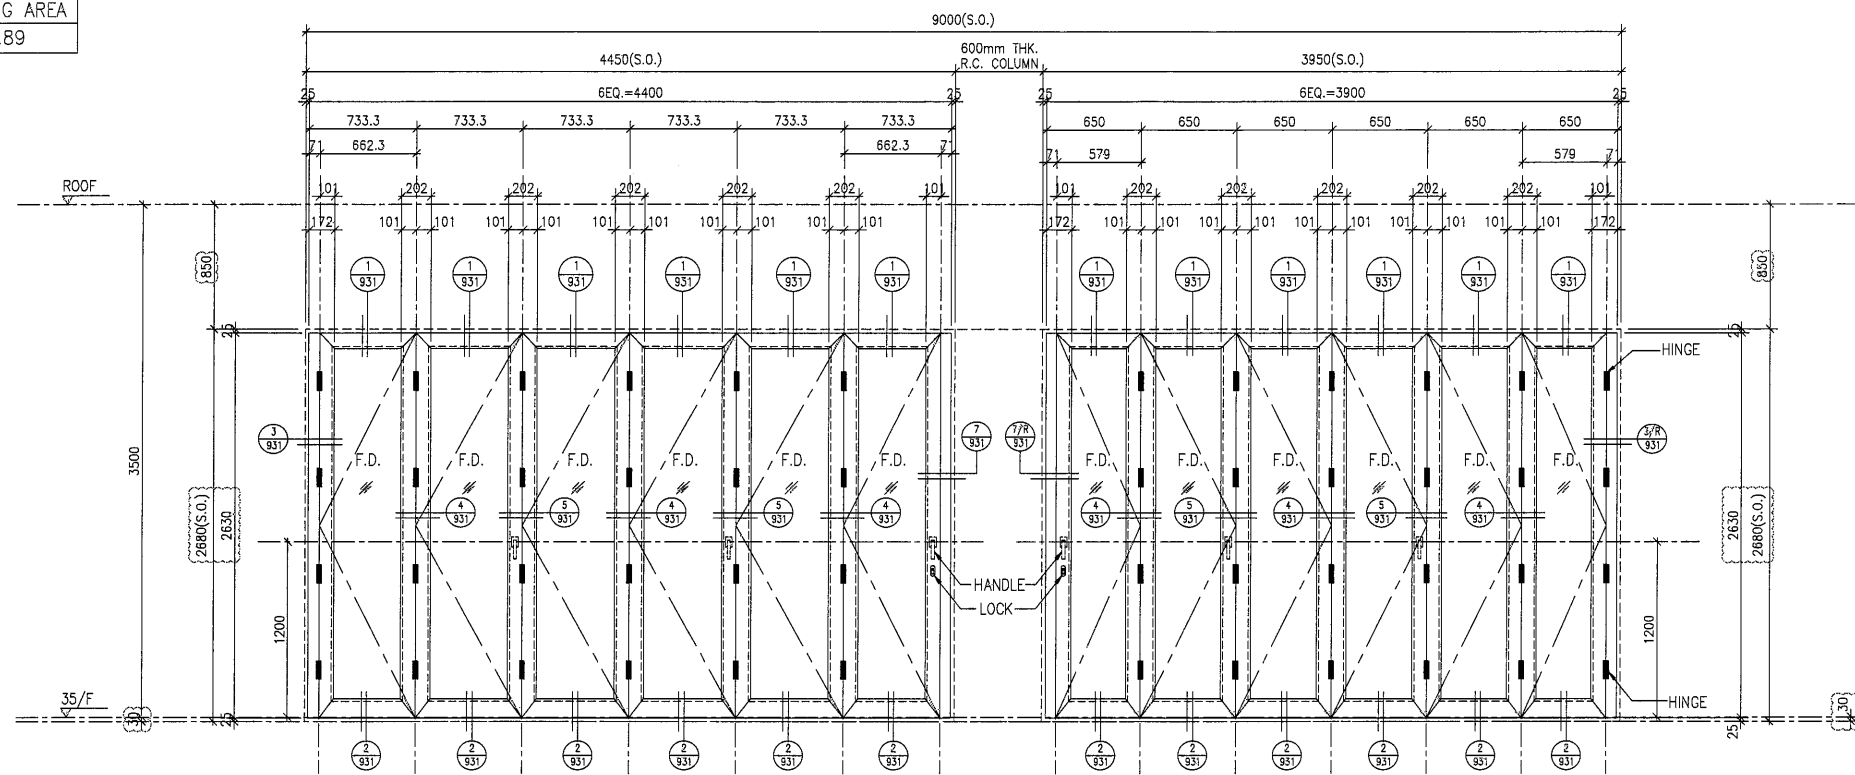 G AREA
.89
9000(S.O.)
4450(S.O.)
600mm THK.
R.C. COLUMN
3950(S.O.)
25 6EQ.=4400 25
25 6EQ.=3900 25
733.3 733.3 733.3 733.3 733.3 733.3
650 650 650 650 650 650
71 662.3 662.3 71
71 579 579 71
ROOF
101 202 202 202 202 202 101
101 202 202 202 202 202 101
172 101 101 101 101 101 101 101 101 101 101
172 101 101 101 101 101 101 101 101 101 101 172
850
850
1 1 1 1 1 1
931 931 931 931 931 931
1 1 1 1 1 1
931 931 931 931 931 931
25
25
HINGE
3
931
7
931
7/R
931
3/R
931
3500
F.D. F.D. F.D. F.D. F.D. F.D.
F.D. F.D. F.D. F.D. F.D. F.D.
4 5 4 5 4
931 931 931 931 931
4 5 4 5 4
931 931 931 931 931
2680(S.O.)
2630
2630
2680(S.O.)
HANDLE
LOCK
1200
1200
35/F
30
25
HINGE
30
25
2 2 2 2 2 2
931 931 931 931 931 931
2 2 2 2 2 2
931 931 931 931 931 931